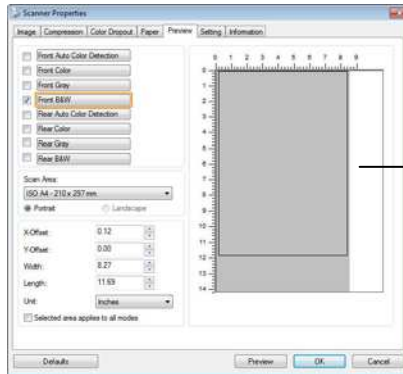 Scanner Properties
Image Compression Color Dropout Paper Preview Setting Information
Front Auto Color Detection
Front Color
Front Gray
Front B&W
Rear Auto Color Detection
Rear Color
Rear Gray
Rear B&W
Scan Area:
ISO A4 - 210 x 297 mm
Portrait Landscape
X-Offset: 0.12
Y-Offset: 0.00
Width: 8.27
Length: 11.69
Unit: Inches
Selected area applies to all modes
0 1 2 3 4 5 6 7 8 9
0
1
2
3
4
5
6
7
8
9
10
11
12
13
14
Defaults Preview OK Cancel